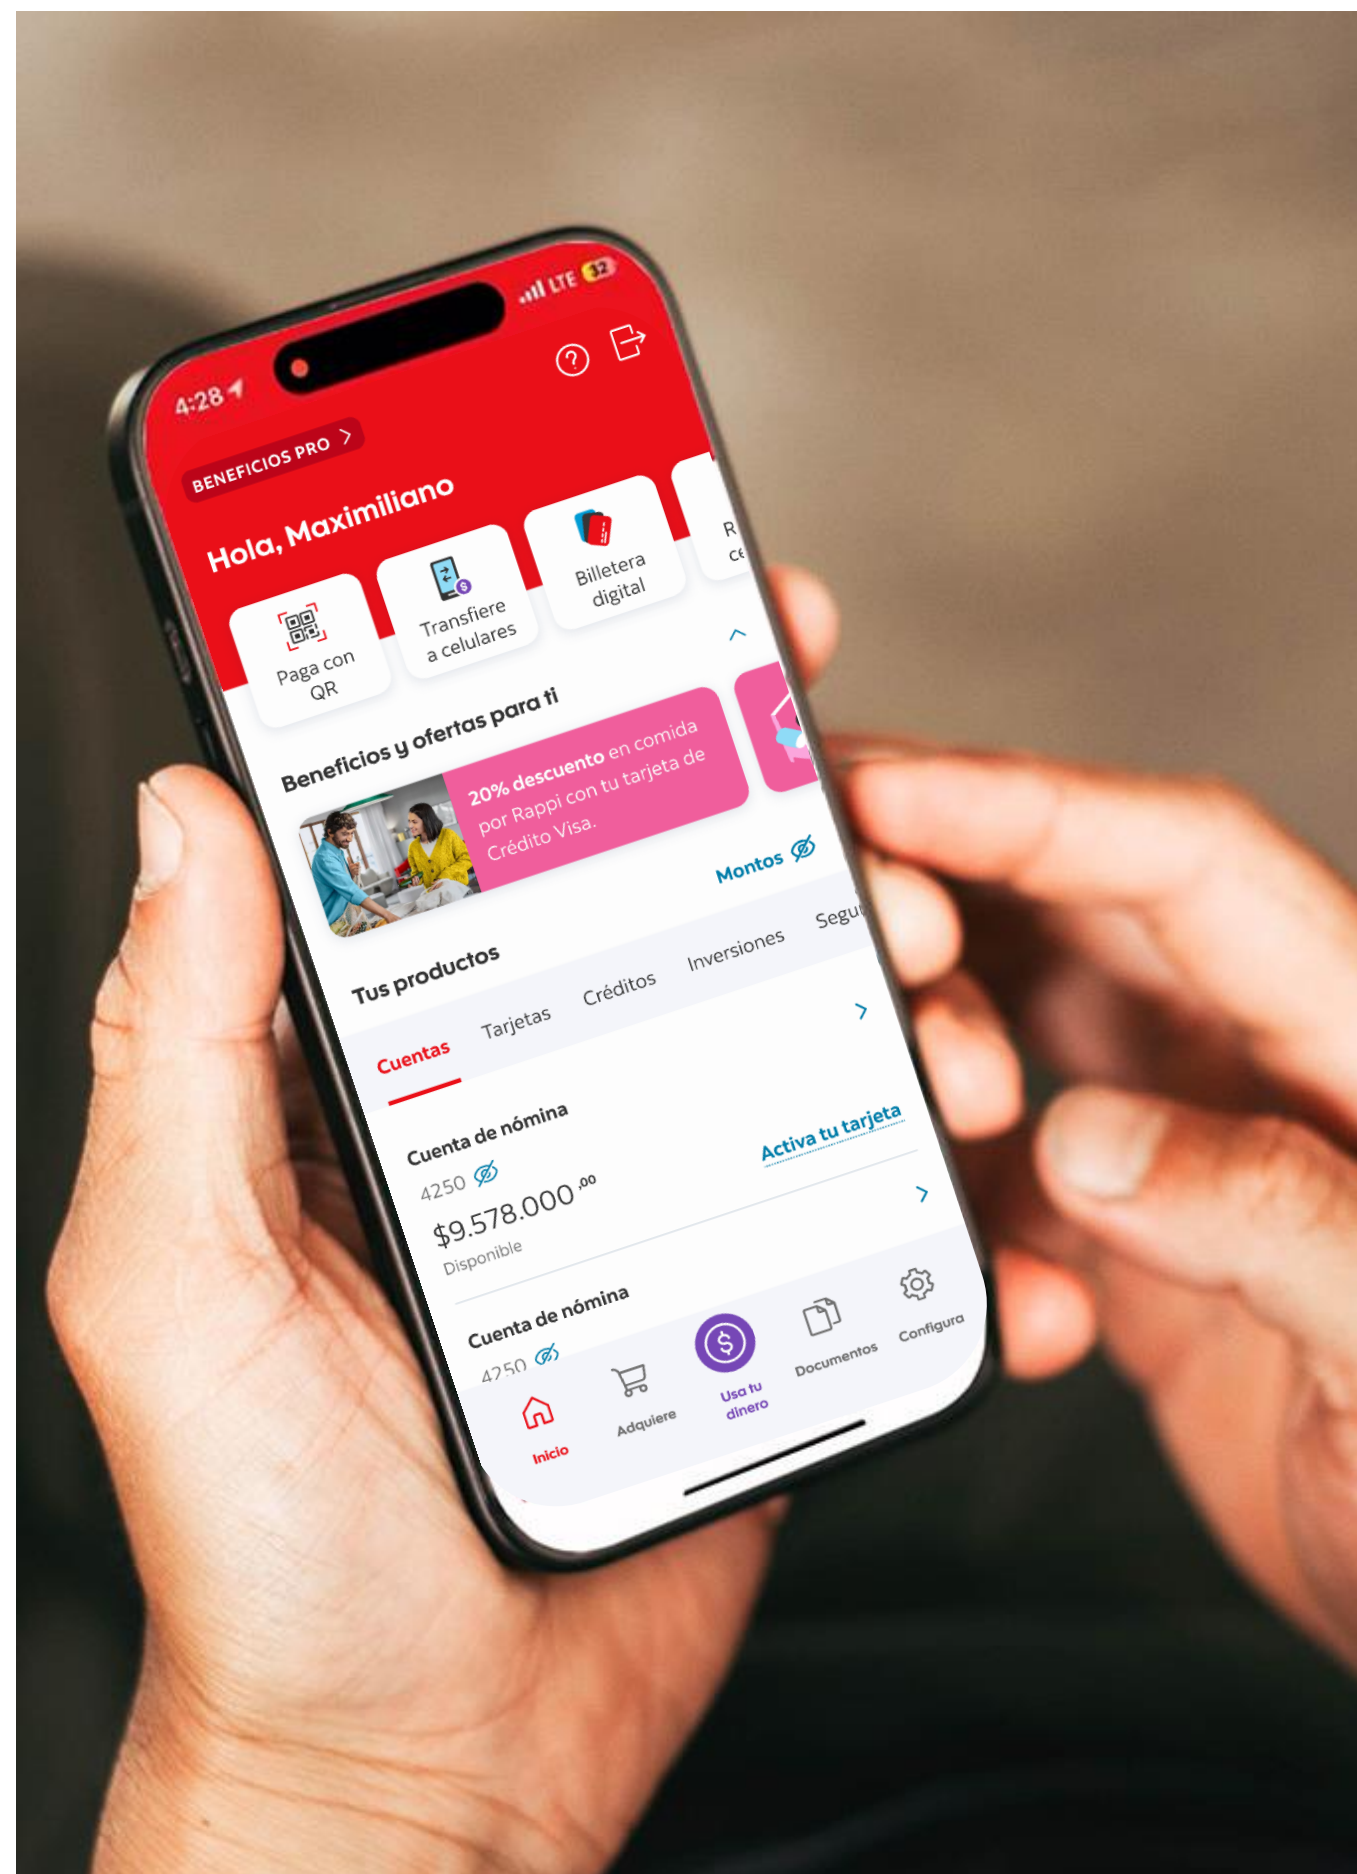 4:28
LTE 32
BENEFICIOS PRO
Hola, Maximiliano
Paga con
QR
Transfiere
a celulares
Billetera
digital
Beneficios y ofertas para ti
20% descuento en comida
por Rappi con tu tarjeta de
Crédito Visa.
Montos
Tus productos
Cuentas
Tarjetas
Créditos
Inversiones
Cuenta de nómina
4250
$9.578.000.00
Disponible
Activa tu tarjeta
Cuenta de nómina
4250
Inicio
Adquiere
Usa tu
dinero
Documentos
Configura